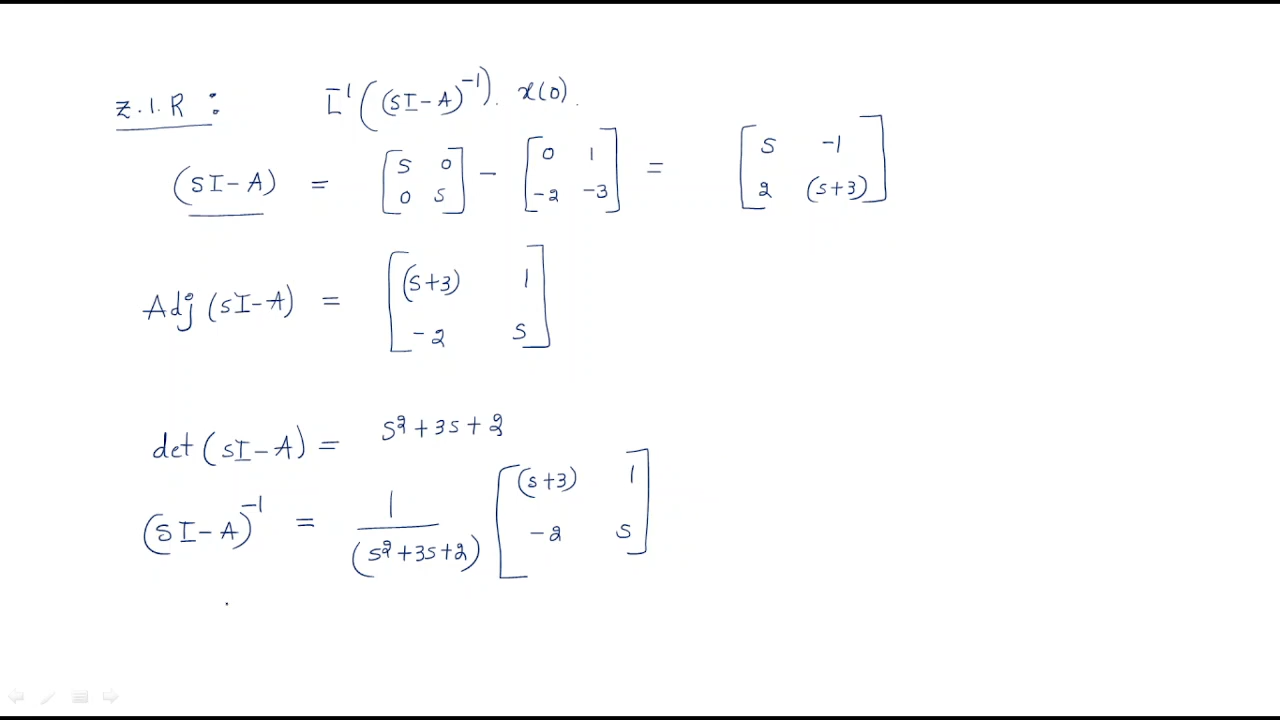 Z.I.R : L⁻¹((SI-A)⁻¹). x(0).
(SI-A) = [S 0; 0 S] - [0 1; -2 -3] = [S -1; 2 (S+3)]
Adj (SI-A) = [(S+3) 1; -2 S]
det (SI-A) = S²+3S+2
(SI-A)⁻¹ = 1/(S²+3S+2) [(S+3) 1; -2 S]